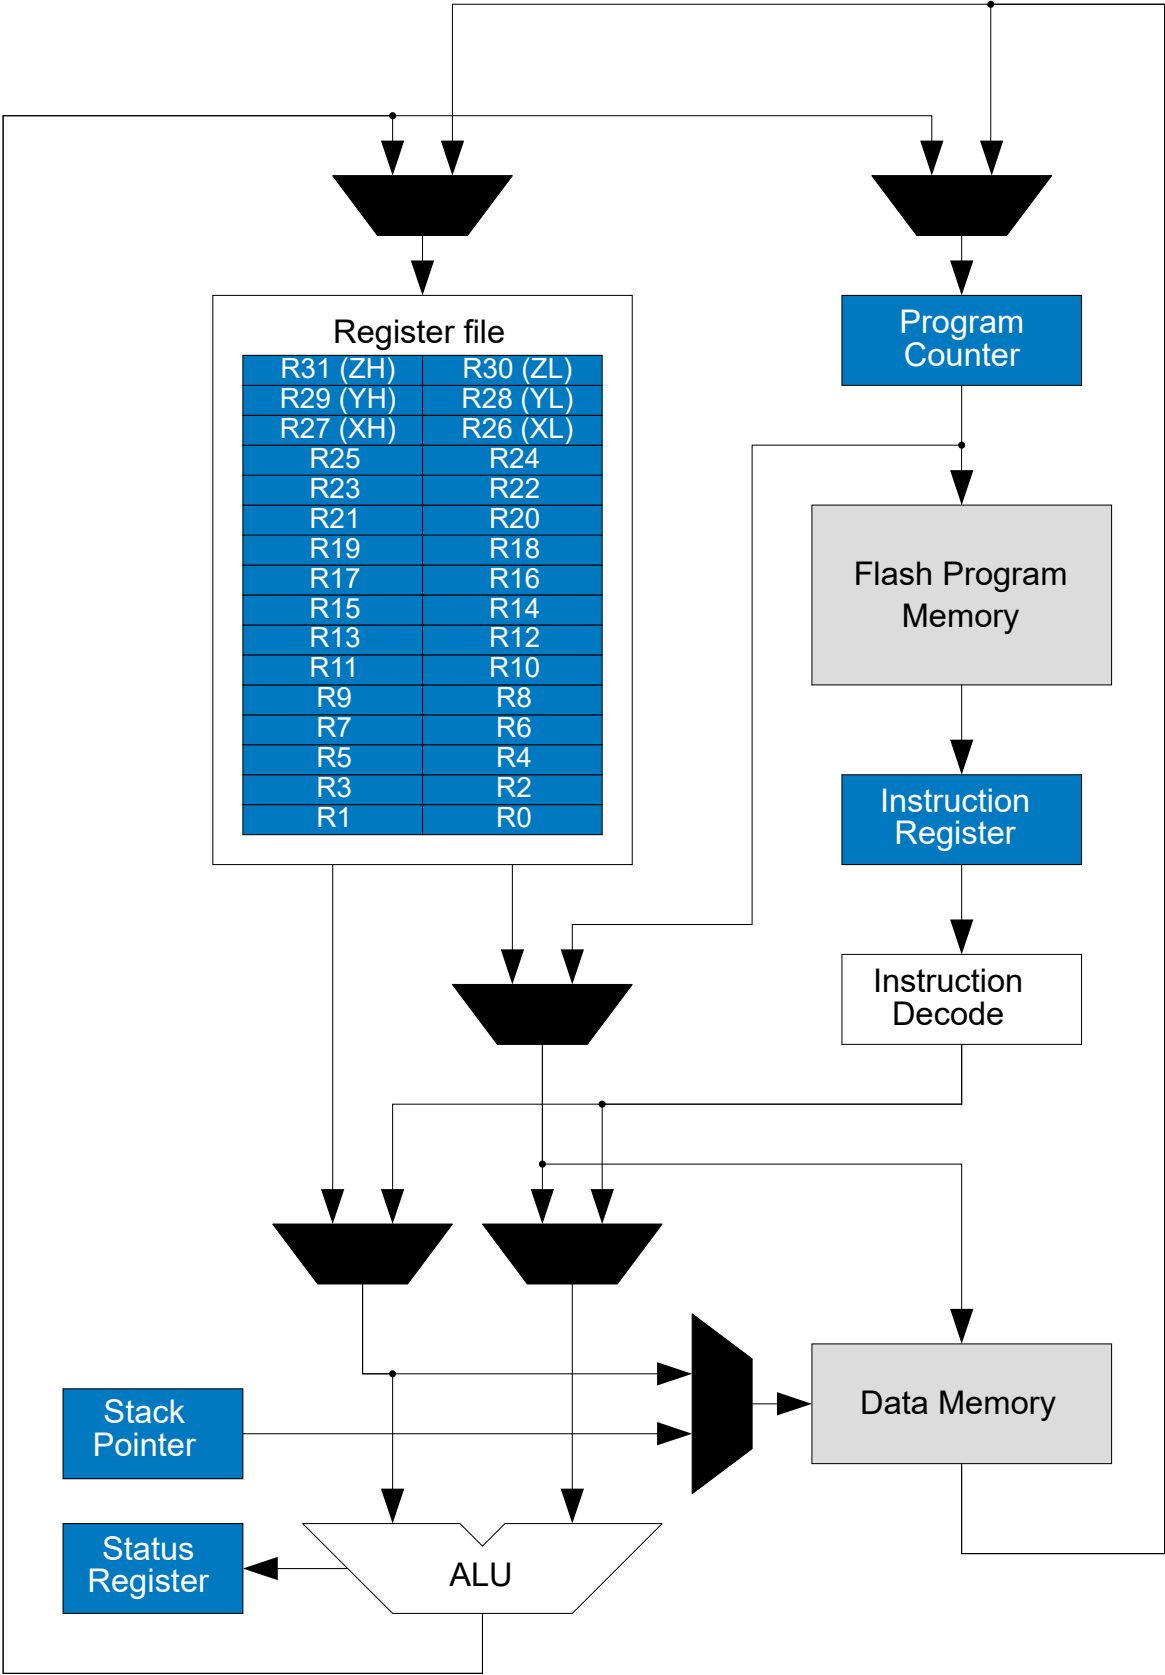 Register file
R31 (ZH) R30 (ZL)
R29 (YH) R28 (YL)
R27 (XH) R26 (XL)
R25 R24
R23 R22
R21 R20
R19 R18
R17 R16
R15 R14
R13 R12
R11 R10
R9 R8
R7 R6
R5 R4
R3 R2
R1 R0
Program
Counter
Flash Program
Memory
Instruction
Register
Instruction
Decode
Stack
Pointer
Data Memory
Status
Register
ALU